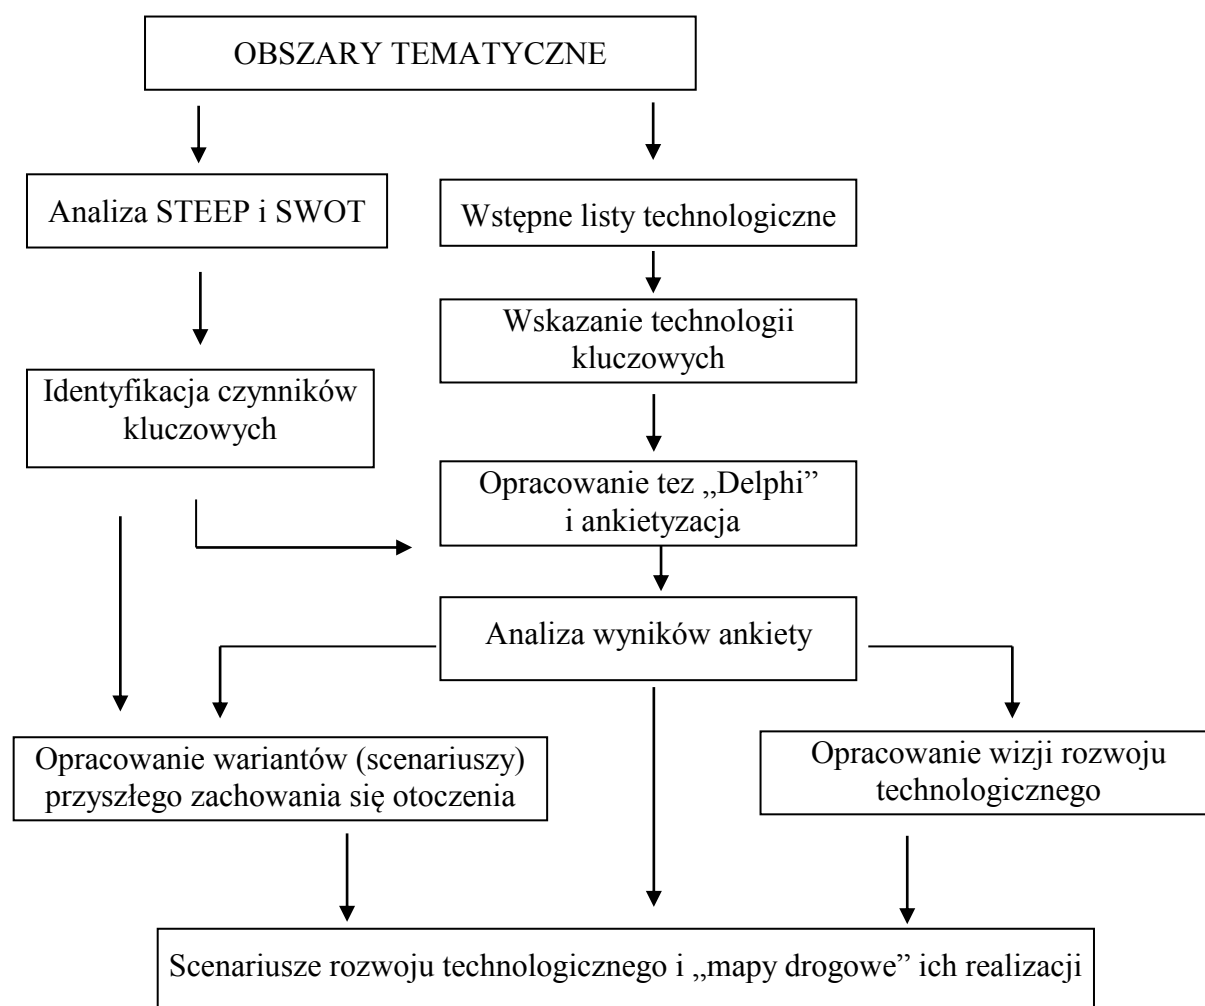 OBSZARY TEMATYCZNE
Analiza STEEP i SWOT
Wstępne listy technologiczne
Wskazanie technologii
kluczowych
Identyfikacja czynników
kluczowych
Opracowanie tez „Delphi”
i ankietyzacja
Analiza wyników ankiety
Opracowanie wariantów (scenariuszy)
przyszłego zachowania się otoczenia
Opracowanie wizji rozwoju
technologicznego
Scenariusze rozwoju technologicznego i „mapy drogowe” ich realizacji